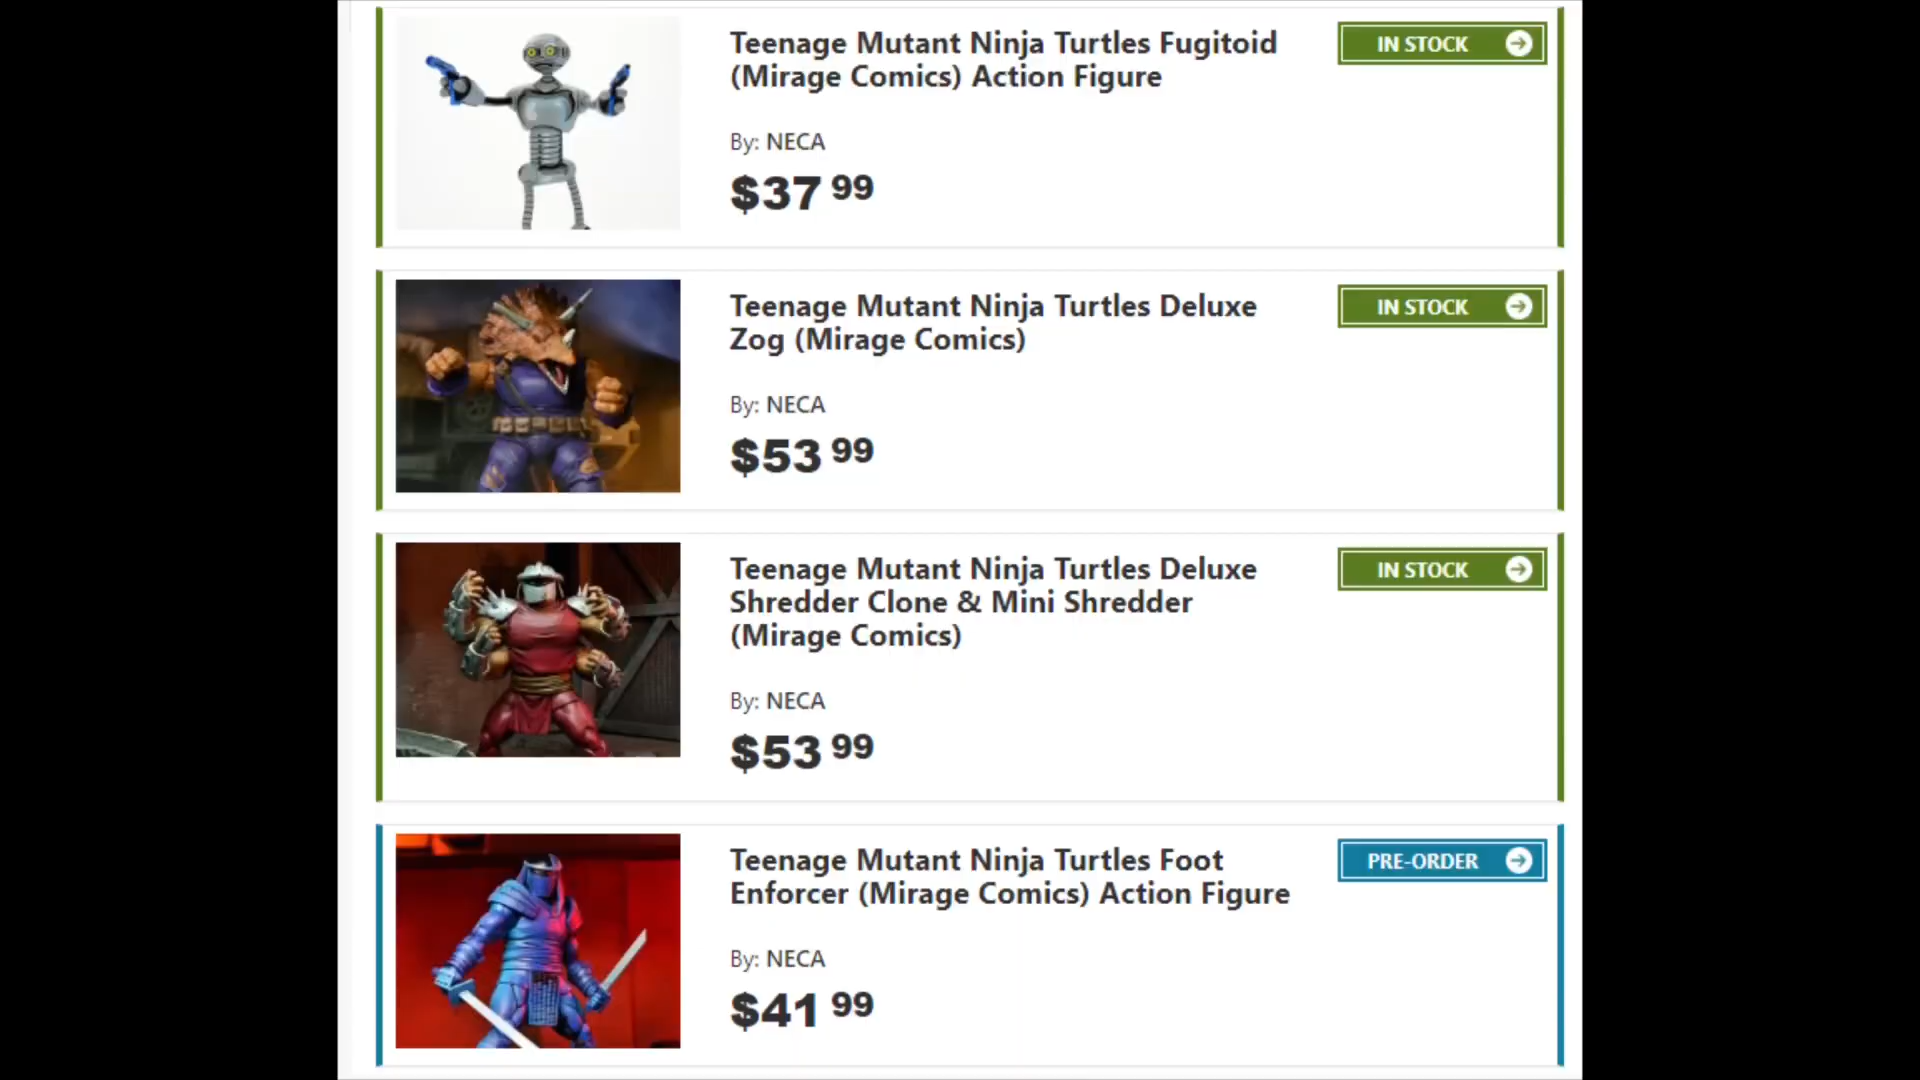 Teenage Mutant Ninja Turtles Fugitoid
(Mirage Comics) Action Figure
IN STOCK
By: NECA
$37 99
Teenage Mutant Ninja Turtles Deluxe
Zog (Mirage Comics)
IN STOCK
By: NECA
$53 99
Teenage Mutant Ninja Turtles Deluxe
Shredder Clone & Mini Shredder
(Mirage Comics)
IN STOCK
By: NECA
$53 99
Teenage Mutant Ninja Turtles Foot
Enforcer (Mirage Comics) Action Figure
PRE-ORDER
By: NECA
$41 99